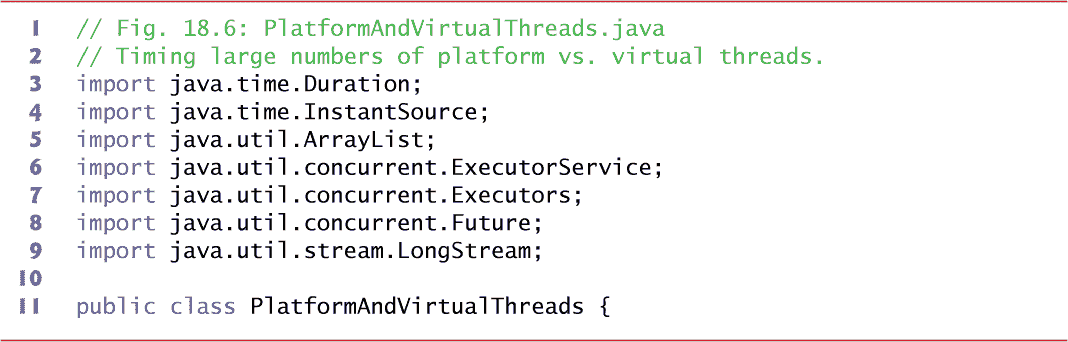 1 // Fig. 18.6: PlatformAndVirtualThreads.java
2 // Timing large numbers of platform vs. virtual threads.
3 import java.time.Duration;
4 import java.time.InstantSource;
5 import java.util.ArrayList;
6 import java.util.concurrent.ExecutorService;
7 import java.util.concurrent.Executors;
8 import java.util.concurrent.Future;
9 import java.util.stream.LongStream;
10
11 public class PlatformAndVirtualThreads {